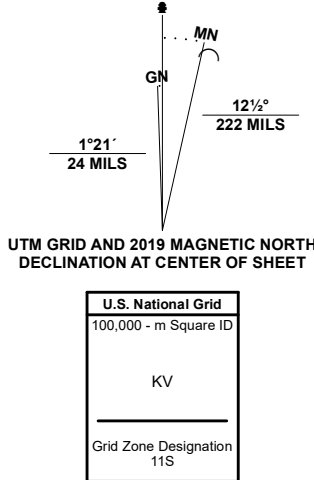 MN
GN
12½°
222 MILS
1°21´
24 MILS
UTM GRID AND 2019 MAGNETIC NORTH
DECLINATION AT CENTER OF SHEET
U.S. National Grid
100,000 - m Square ID
KV
Grid Zone Designation
11S